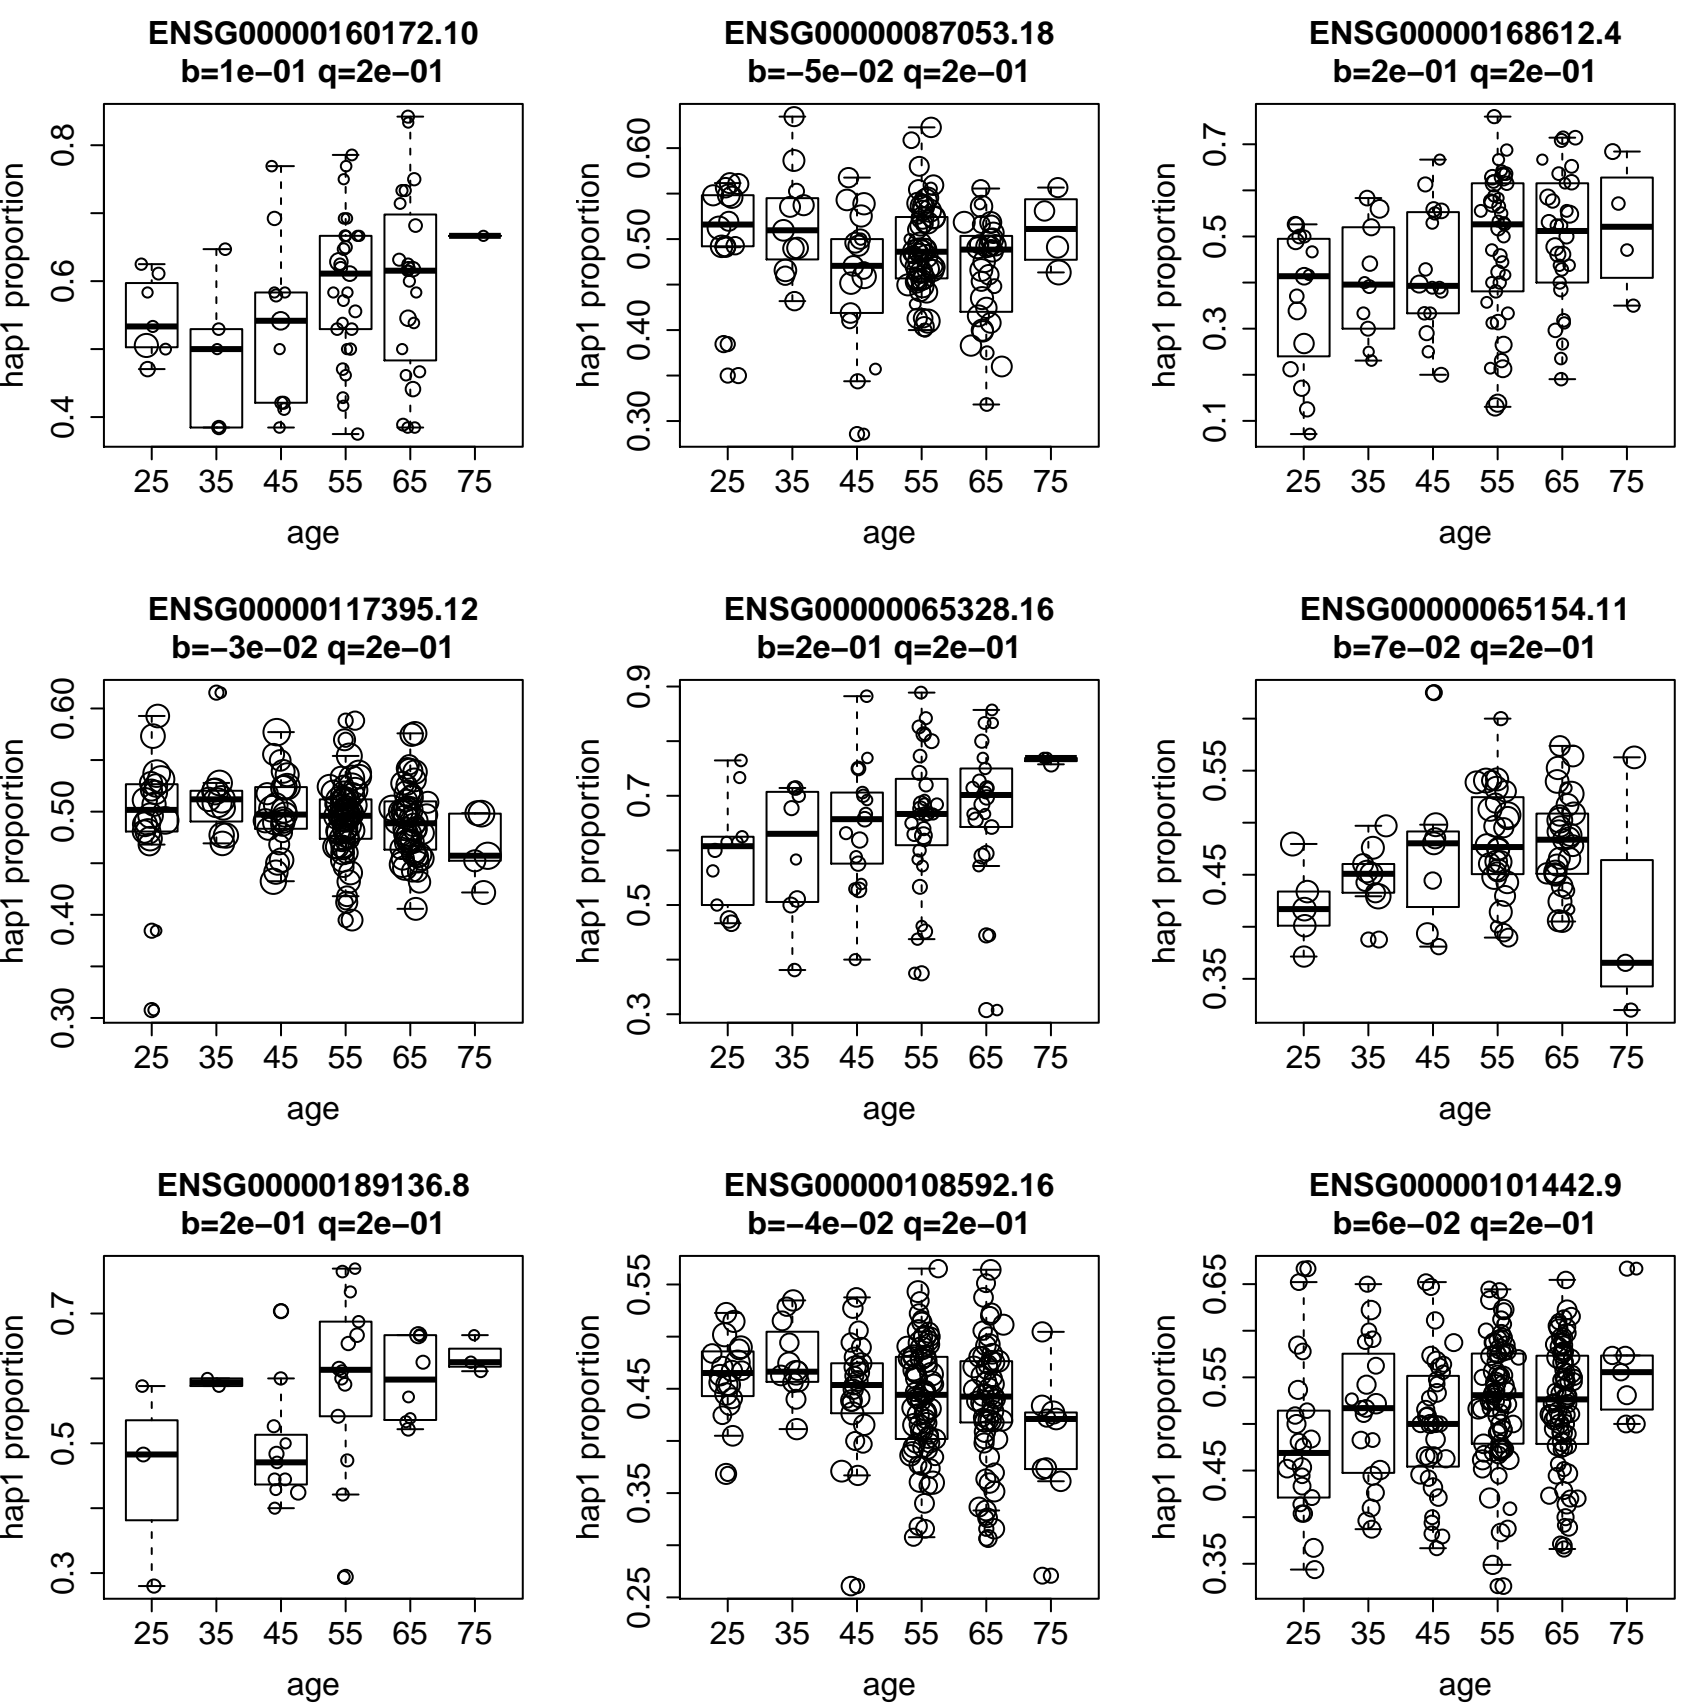 ENSG00000160172.10
b=1e−01 q=2e−01
hap1 proportion
0.8
0.6
0.4
25 35 45 55 65 75
age
ENSG00000087053.18
b=−5e−02 q=2e−01
hap1 proportion
0.60
0.50
0.40
0.30
25 35 45 55 65 75
age
ENSG00000168612.4
b=2e−01 q=2e−01
hap1 proportion
0.7
0.5
0.3
0.1
25 35 45 55 65 75
age
ENSG00000117395.12
b=−3e−02 q=2e−01
hap1 proportion
0.60
0.50
0.40
0.30
25 35 45 55 65 75
age
ENSG00000065328.16
b=2e−01 q=2e−01
hap1 proportion
0.9
0.7
0.5
0.3
25 35 45 55 65 75
age
ENSG00000065154.11
b=7e−02 q=2e−01
hap1 proportion
0.55
0.45
0.35
25 35 45 55 65 75
age
ENSG00000189136.8
b=2e−01 q=2e−01
hap1 proportion
0.7
0.5
0.3
25 35 45 55 65 75
age
ENSG00000108592.16
b=−4e−02 q=2e−01
hap1 proportion
0.55
0.45
0.35
0.25
25 35 45 55 65 75
age
ENSG00000101442.9
b=6e−02 q=2e−01
hap1 proportion
0.65
0.55
0.45
0.35
25 35 45 55 65 75
age